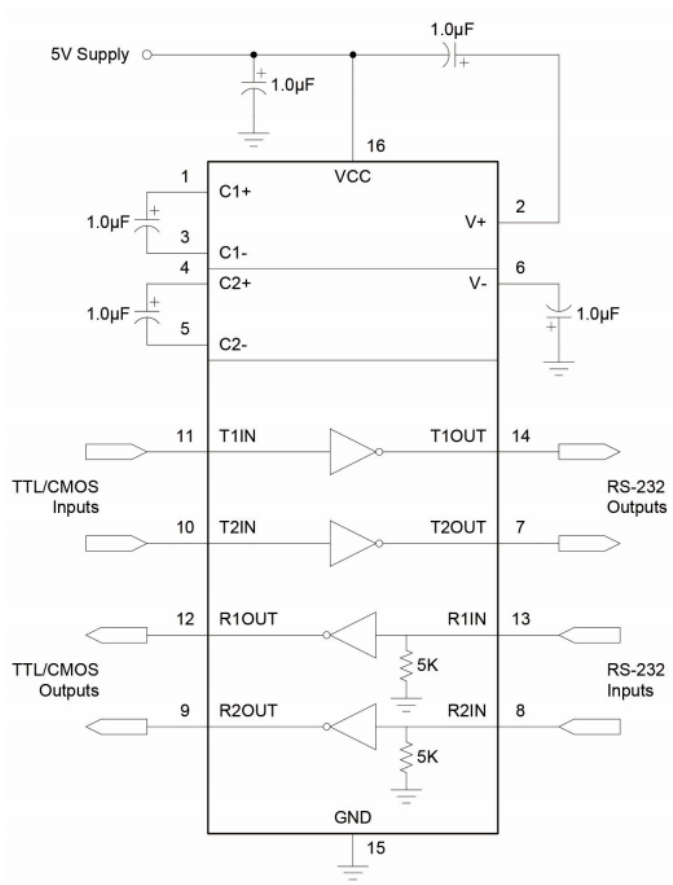 1.0µF
+
5V Supply
+
1.0µF
16
VCC
1
C1+
2
V+
+
1.0µF
3
C1-
4
C2+
6
V-
+
1.0µF
5
C2-
1.0µF
+
11 T1IN T1OUT 14
TTL/CMOS
Inputs
RS-232
Outputs
10 T2IN T2OUT 7
12 R1OUT R1IN 13
5K
TTL/CMOS
Outputs
RS-232
Inputs
9 R2OUT R2IN 8
5K
GND
15